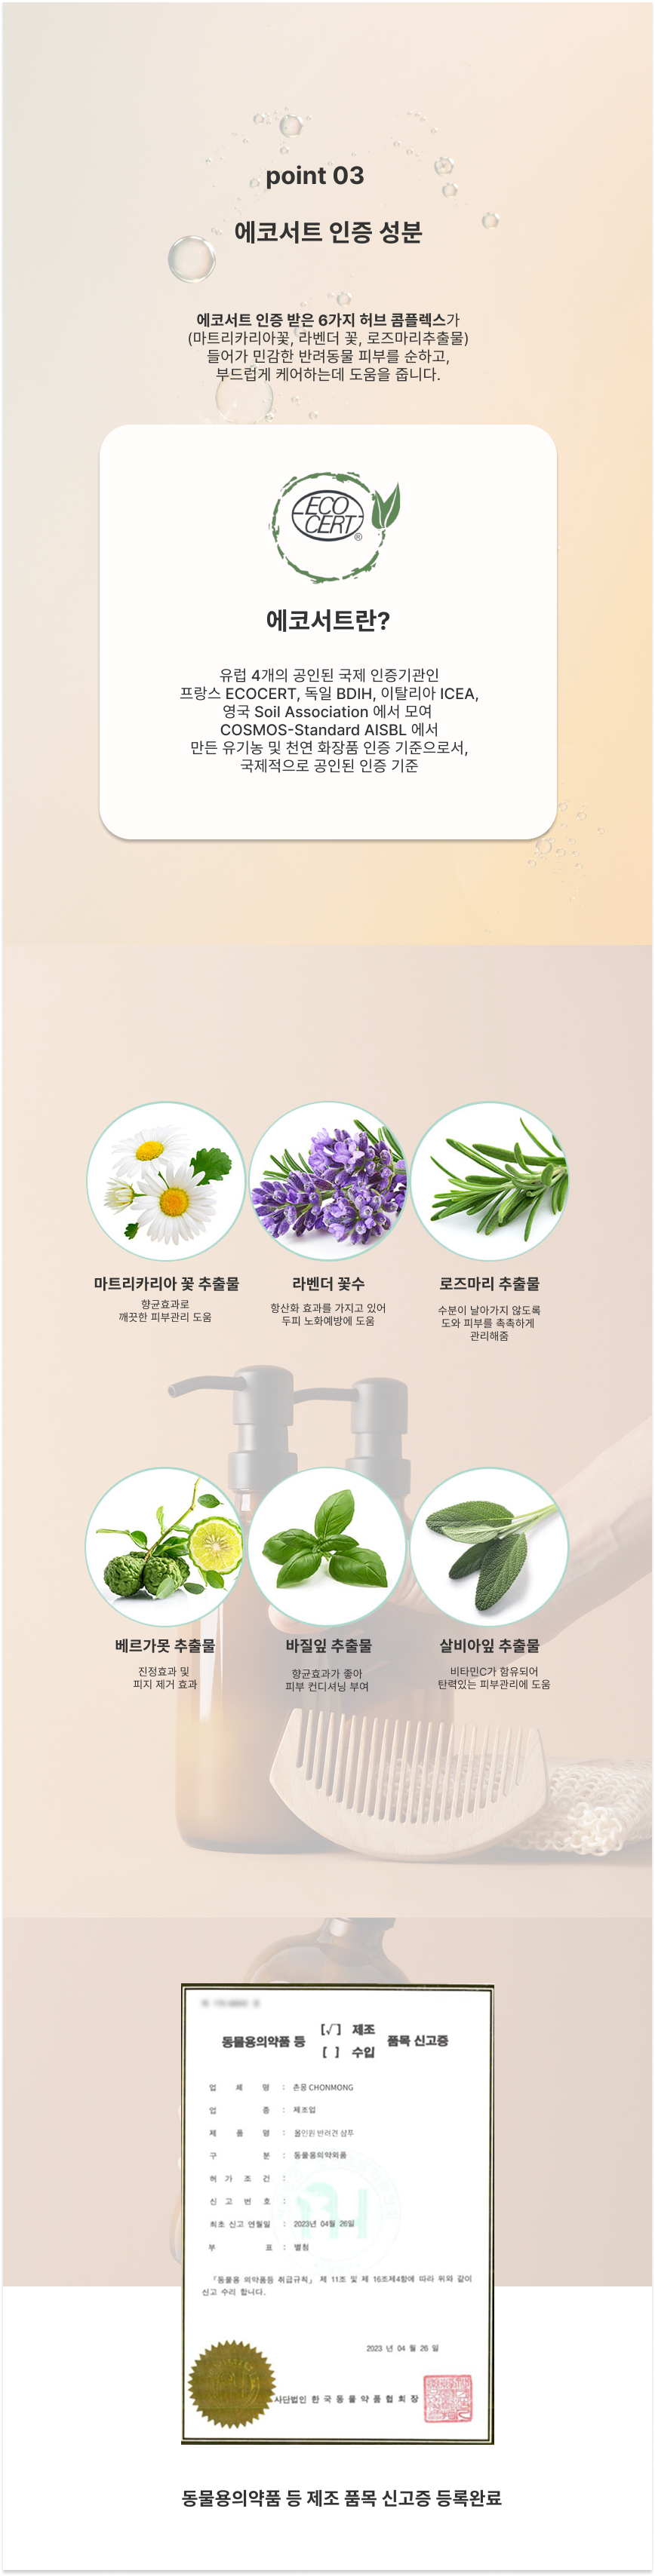 point 03
에코서트 인증 성분
에코서트 인증 받은 6가지 허브 콤플렉스가
(마트리카리아꽃, 라벤더 꽃, 로즈마리추출물)
들어가 민감한 반려동물 피부를 순하고,
부드럽게 케어하는데 도움을 줍니다.
ECO
CERT
®
에코서트란?
유럽 4개의 공인된 국제 인증기관인
프랑스 ECOCERT, 독일 BDIH, 이탈리아 ICEA,
영국 Soil Association 에서 모여
COSMOS-Standard AISBL 에서
만든 유기농 및 천연 화장품 인증 기준으로서,
국제적으로 공인된 인증 기준
마트리카리아 꽃 추출물
향균효과로
깨끗한 피부관리 도움
라벤더 꽃수
항산화 효과를 가지고 있어
두피 노화예방에 도움
로즈마리 추출물
수분이 날아가지 않도록
도와 피부를 촉촉하게
관리해줌
베르가못 추출물
진정효과 및
피지 제거 효과
바질잎 추출물
향균효과가 좋아
피부 컨디셔닝 부여
살비아잎 추출물
비타민C가 함유되어
탄력있는 피부관리에 도움
동물용의약품 등 [√] 제조 품목 신고증
[ ] 수입
업 체 명 : 촌몽 CHONMONG
업 종 : 제조업
제 품 명 : 올인원 반려견 샴푸
구 분 : 동물용의약외품
허 가 조 건 :
신 고 번 호 :
최초 신고 연월일 : 2023년 04월 26일
부 표 : 별첨
「동물용 의약품등 취급규칙」 제 11조 및 제 16조제4항에 따라 위와 같이
신고 수리 합니다.
2023 년 04 월 26 일
사단법인 한 국 동 물 약 품 협 회 장
동물용의약품 등 제조 품목 신고증 등록완료